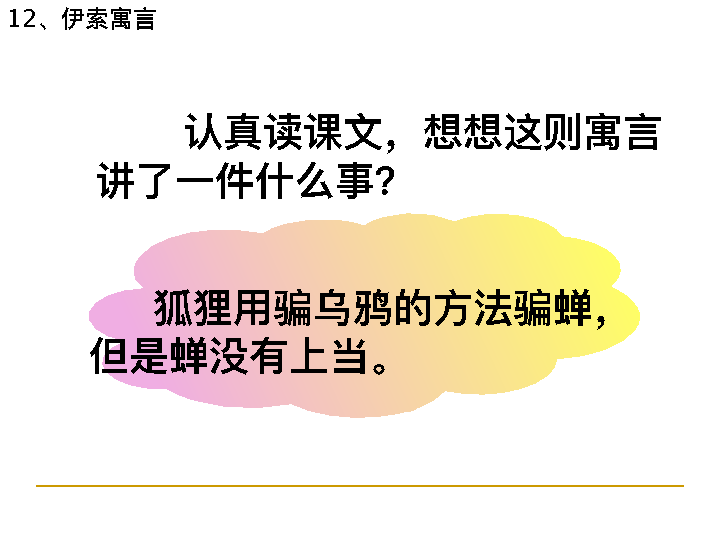 12、伊索寓言
认真读课文，想想这则寓言
讲了一件什么事？
狐狸用骗乌鸦的方法骗蝉，
但是蝉没有上当。